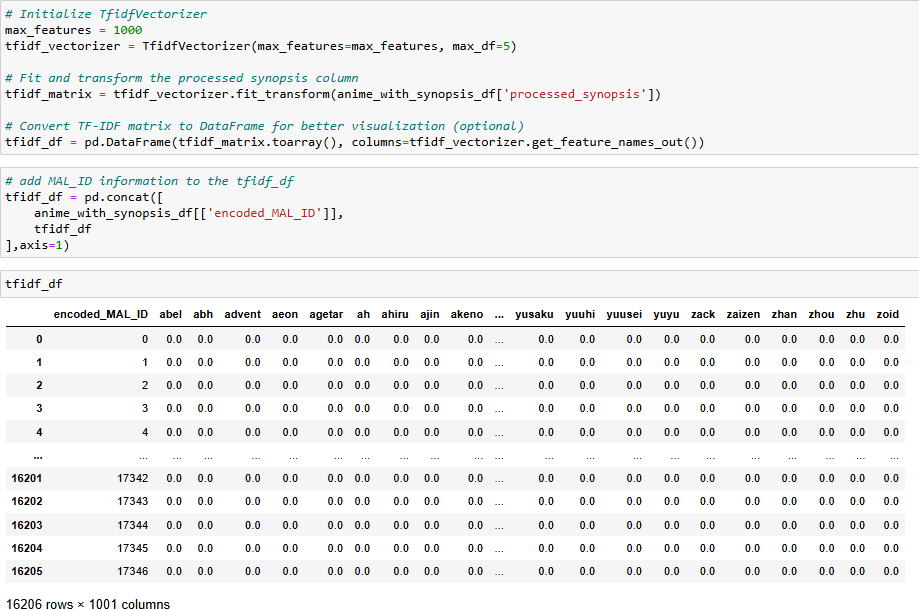 # Initialize TfidfVectorizer
max_features = 1000
tfidf_vectorizer = TfidfVectorizer(max_features=max_features, max_df=5)
# Fit and transform the processed synopsis column
tfidf_matrix = tfidf_vectorizer.fit_transform(anime_with_synopsis_df['processed_synopsis'])
# Convert TF-IDF matrix to DataFrame for better visualization (optional)
tfidf_df = pd.DataFrame(tfidf_matrix.toarray(), columns=tfidf_vectorizer.get_feature_names_out())
# add MAL_ID information to the tfidf_df
tfidf_df = pd.concat([
    anime_with_synopsis_df[['encoded_MAL_ID']],
    tfidf_df
],axis=1)
tfidf_df
encoded_MAL_ID abel abh advent aeon agetar ah ahiru ajin akeno ... yusaku yuuhi yuusei yuyu zack zaizen zhan zhou zhu zoid
0 0 0.0 0.0 0.0 0.0 0.0 0.0 0.0 0.0 0.0 ... 0.0 0.0 0.0 0.0 0.0 0.0 0.0 0.0 0.0 0.0
1 1 0.0 0.0 0.0 0.0 0.0 0.0 0.0 0.0 0.0 ... 0.0 0.0 0.0 0.0 0.0 0.0 0.0 0.0 0.0 0.0
2 2 0.0 0.0 0.0 0.0 0.0 0.0 0.0 0.0 0.0 ... 0.0 0.0 0.0 0.0 0.0 0.0 0.0 0.0 0.0 0.0
3 3 0.0 0.0 0.0 0.0 0.0 0.0 0.0 0.0 0.0 ... 0.0 0.0 0.0 0.0 0.0 0.0 0.0 0.0 0.0 0.0
4 4 0.0 0.0 0.0 0.0 0.0 0.0 0.0 0.0 0.0 ... 0.0 0.0 0.0 0.0 0.0 0.0 0.0 0.0 0.0 0.0
... ... ... ... ... ... ... ... ... ... ... ... ... ... ... ... ... ... ... ... ... ...
16201 17342 0.0 0.0 0.0 0.0 0.0 0.0 0.0 0.0 0.0 ... 0.0 0.0 0.0 0.0 0.0 0.0 0.0 0.0 0.0 0.0
16202 17343 0.0 0.0 0.0 0.0 0.0 0.0 0.0 0.0 0.0 ... 0.0 0.0 0.0 0.0 0.0 0.0 0.0 0.0 0.0 0.0
16203 17344 0.0 0.0 0.0 0.0 0.0 0.0 0.0 0.0 0.0 ... 0.0 0.0 0.0 0.0 0.0 0.0 0.0 0.0 0.0 0.0
16204 17345 0.0 0.0 0.0 0.0 0.0 0.0 0.0 0.0 0.0 ... 0.0 0.0 0.0 0.0 0.0 0.0 0.0 0.0 0.0 0.0
16205 17346 0.0 0.0 0.0 0.0 0.0 0.0 0.0 0.0 0.0 ... 0.0 0.0 0.0 0.0 0.0 0.0 0.0 0.0 0.0 0.0
16206 rows × 1001 columns